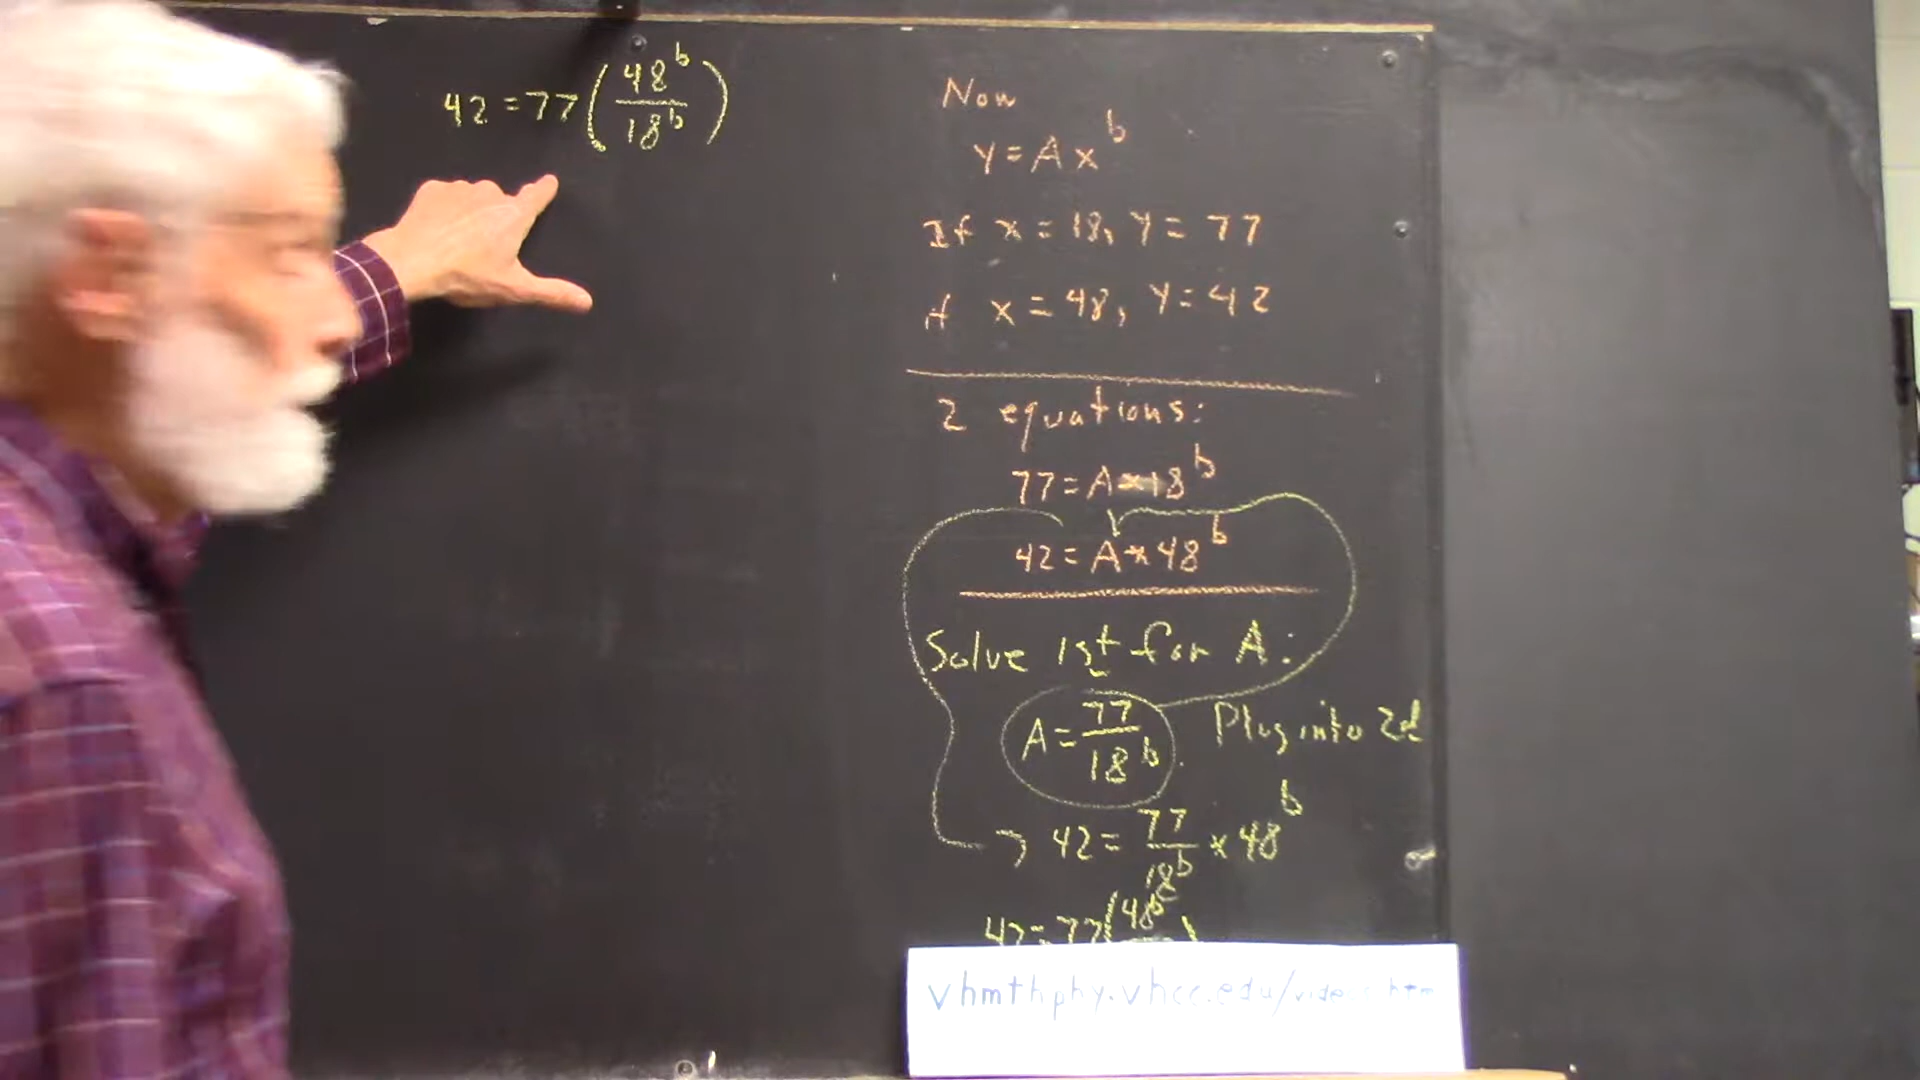 42 = 77 (48^b / 18^b)
Now
Y = A x^b
If x = 18, Y = 77
if x = 48, Y = 42
2 equations:
77 = A * 18^b
42 = A * 48^b
Solve 1st for A:
A = 77 / 18^b. Plug into 2d
42 = 77 / 18^b * 48^b
42 = 77 (48^b
vhmthphy.vhcc.edu/videos.htm